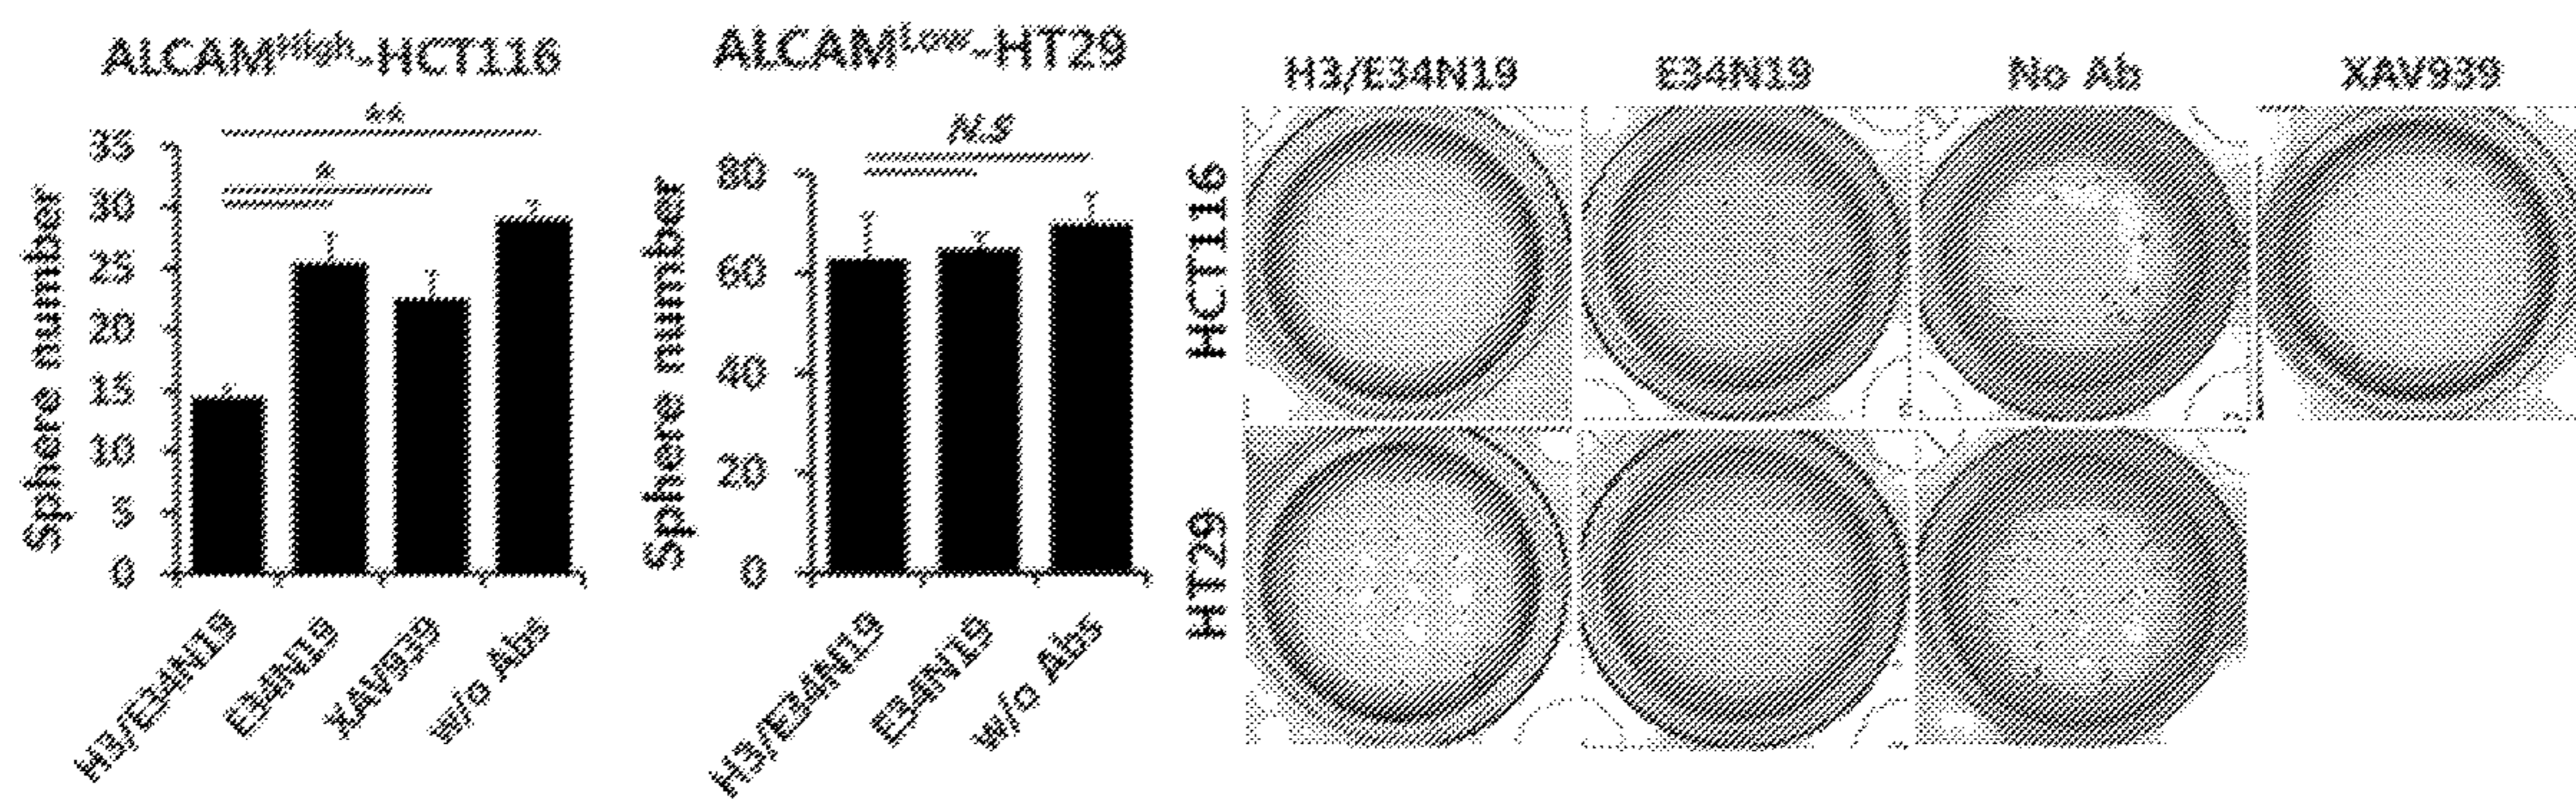 ALCAMHigh-HCT116
**
*
Sphere number
35
30
25
20
15
10
5
0
H3/E34N19
E34N19
XAV939
w/o Abs
ALCAMLow-HT29
N.S
Sphere number
80
60
40
20
0
H3/E34N19
E34N19
w/o Abs
H3/E34N19 E34N19 No Ab XAV939
HCT116
HT29